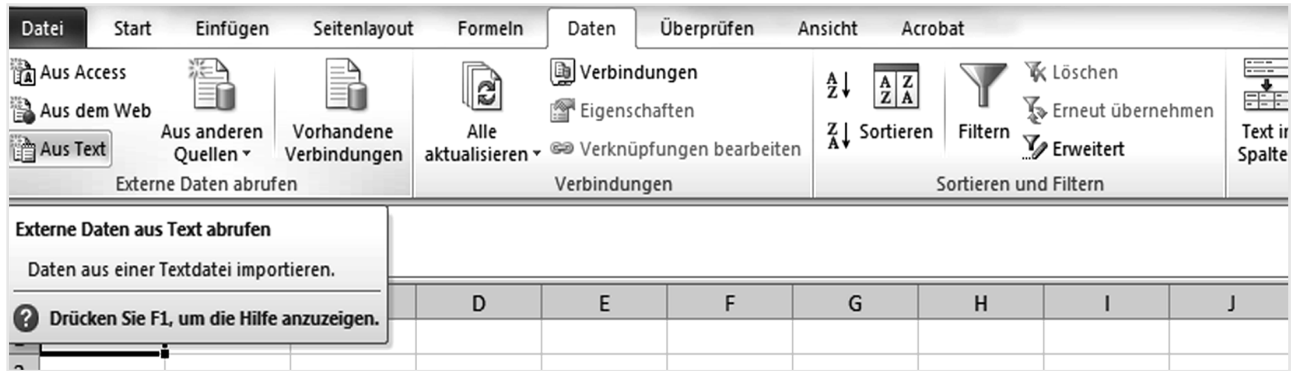 Datei Start Einfügen Seitenlayout Formeln Daten Überprüfen Ansicht Acrobat
Aus Access
Aus dem Web
Aus Text
Aus anderen
Quellen
Vorhandene
Verbindungen
Externe Daten abrufen
Alle
aktualisieren
Verbindungen
Eigenschaften
Verknüpfungen bearbeiten
Verbindungen
A
Z
Z
A
A Z
Z A
Sortieren
Filtern
Löschen
Erneut übernehmen
Erweitert
Sortieren und Filtern
Text in
Spalte
Externe Daten aus Text abrufen
Daten aus einer Textdatei importieren.
Drücken Sie F1, um die Hilfe anzuzeigen.
D E F G H I J